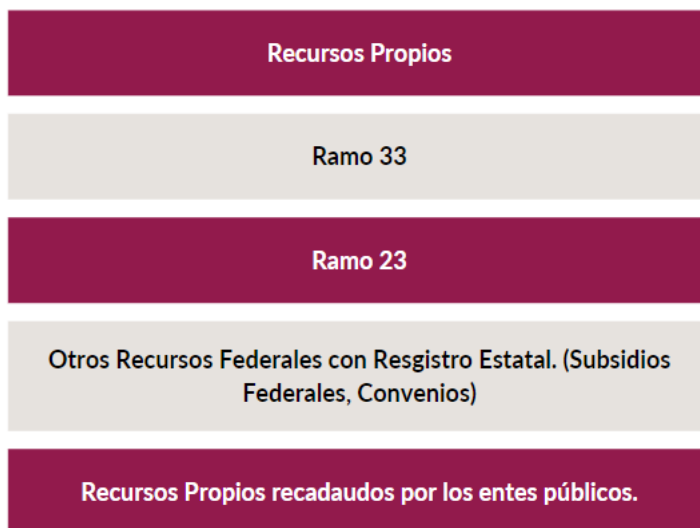 Recursos Propios
Ramo 33
Ramo 23
Otros Recursos Federales con Resgistro Estatal. (Subsidios
Federales, Convenios)
Recursos Propios recadaudos por los entes públicos.